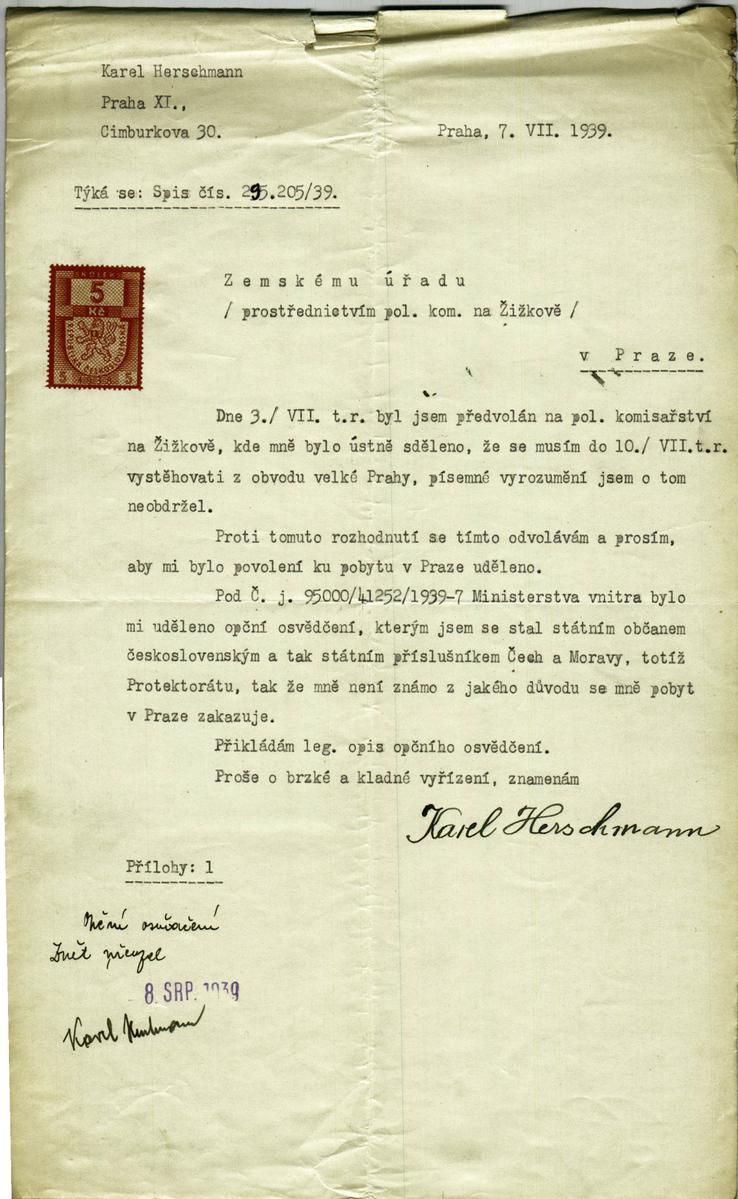 Karel Herschmann
Praha XI.,
Cimburkova 30.
Praha, 7. VII. 1939.
Týká se: Spis čís. 295.205/39.
KOLEK
5
Kč
REPUBLIKA ČESKOSLOVENSKÁ
5 1938 5
Zemskému úřadu
/ prostřednictvím pol. kom. na Žižkově /
v Praze.
Dne 3./ VII. t.r. byl jsem předvolán na pol. komisařství
na Žižkově, kde mně bylo ústně sděleno, že se musím do 10./ VII.t.r.
vystěhovati z obvodu velké Prahy, písemné vyrozumění jsem o tom
neobdržel.
Proti tomuto rozhodnutí se tímto odvolávám a prosím,
aby mi bylo povolení ku pobytu v Praze uděleno.
Pod Č. j. 95000/41252/1939-7 Ministerstva vnitra bylo
mi uděleno opční osvědčení, kterým jsem se stal státním občanem
československým a tak státním příslušníkem Čech a Moravy, totíž
Protektorátu, tak že mně není známo z jakého důvodu se mně pobyt
v Praze zakazuje.
Přikládám leg. opis opčního osvědčení.
Proše o brzké a kladné vyřízení, znamenám
Karel Herschmann
Přílohy: 1
osvědčení
Zpět převzel
8. SRP. 1939
Karel Herschmann